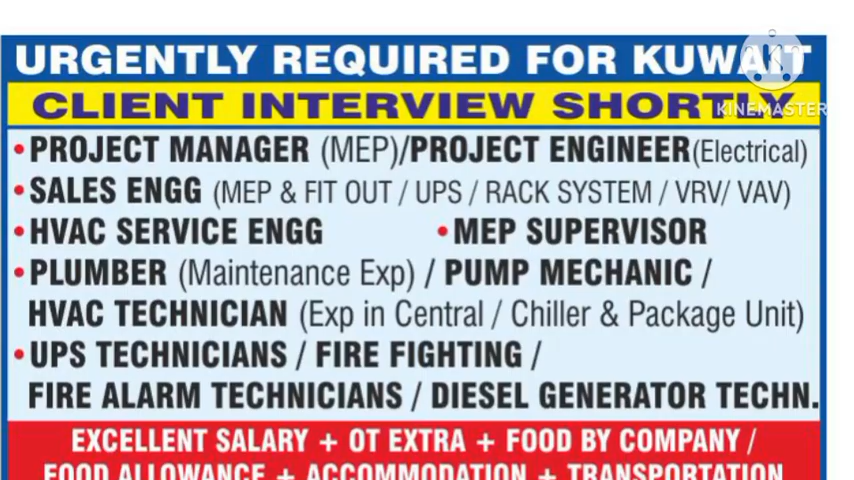 URGENTLY REQUIRED FOR KUWAIT
CLIENT INTERVIEW SHORTLY
KINEMASTER
• PROJECT MANAGER (MEP)/PROJECT ENGINEER(Electrical)
• SALES ENGG (MEP & FIT OUT / UPS / RACK SYSTEM / VRV/ VAV)
• HVAC SERVICE ENGG • MEP SUPERVISOR
• PLUMBER (Maintenance Exp) / PUMP MECHANIC /
HVAC TECHNICIAN (Exp in Central / Chiller & Package Unit)
• UPS TECHNICIANS / FIRE FIGHTING /
FIRE ALARM TECHNICIANS / DIESEL GENERATOR TECHN.
EXCELLENT SALARY + OT EXTRA + FOOD BY COMPANY /
FOOD ALLOWANCE + ACCOMMODATION + TRANSPORTATION